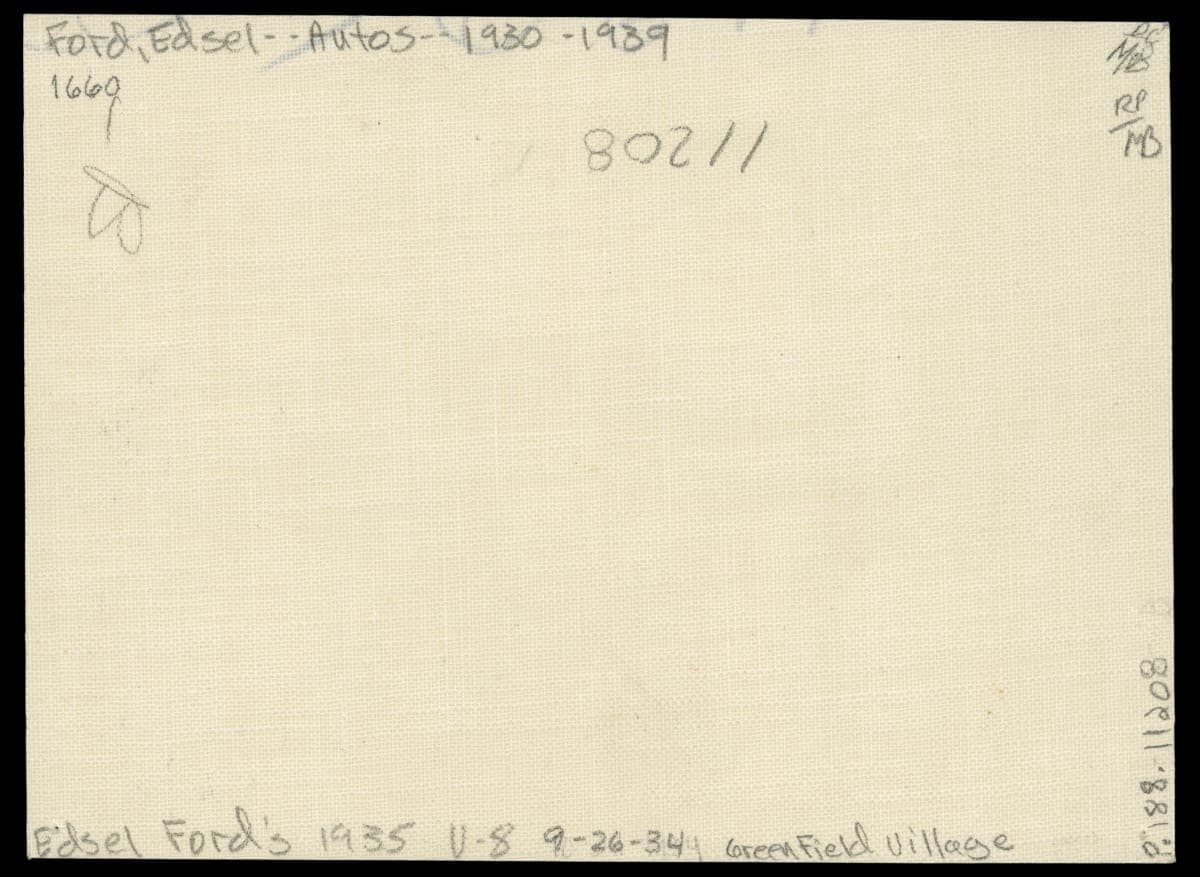 Ford, Edsel--Autos--1930-1939
1669
11208
RP
MB
P.188.11208
Edsel Ford's 1935 V-8 9-26-34 Greenfield Village